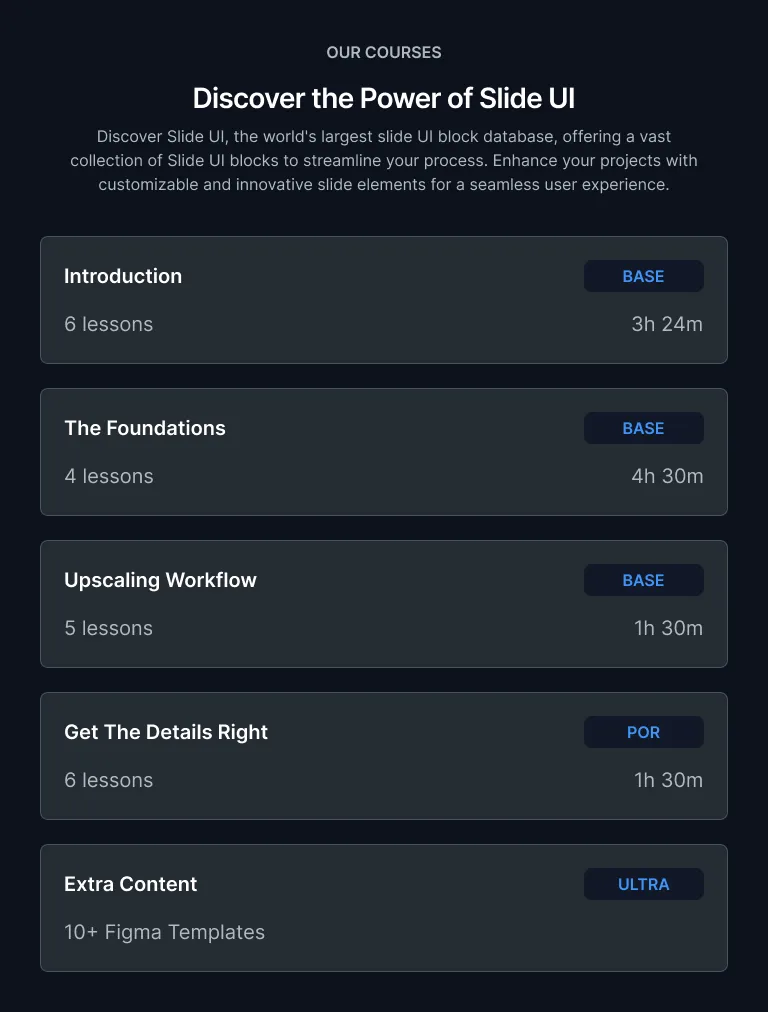 OUR COURSES
Discover the Power of Slide UI
Discover Slide UI, the world's largest slide UI block database, offering a vast
collection of Slide UI blocks to streamline your process. Enhance your projects with
customizable and innovative slide elements for a seamless user experience.
Introduction
BASE
6 lessons
3h 24m
The Foundations
BASE
4 lessons
4h 30m
Upscaling Workflow
BASE
5 lessons
1h 30m
Get The Details Right
POR
6 lessons
1h 30m
Extra Content
ULTRA
10+ Figma Templates